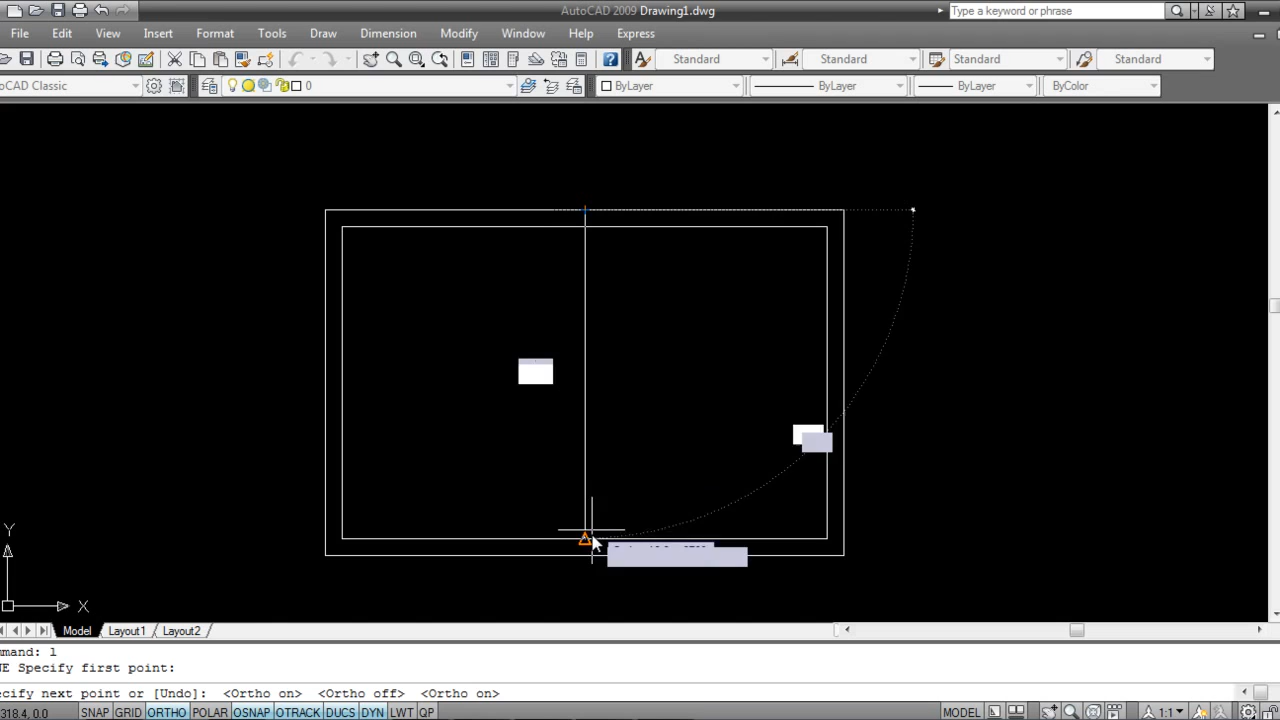 AutoCAD 2009 Drawing1.dwg
Type a keyword or phrase
File Edit View Insert Format Tools Draw Dimension Modify Window Help Express
Standard Standard Standard Standard
oCAD Classic 0 ByLayer ByLayer ByLayer ByColor
Y
X
Model Layout1 Layout2
mmand: l
NE Specify first point:
ecify next point or [Undo]: <Ortho on> <Ortho off> <Ortho on>
318.4, 0.0 SNAP GRID ORTHO POLAR OSNAP OTRACK DUCS DYN LWT QP MODEL 1:1